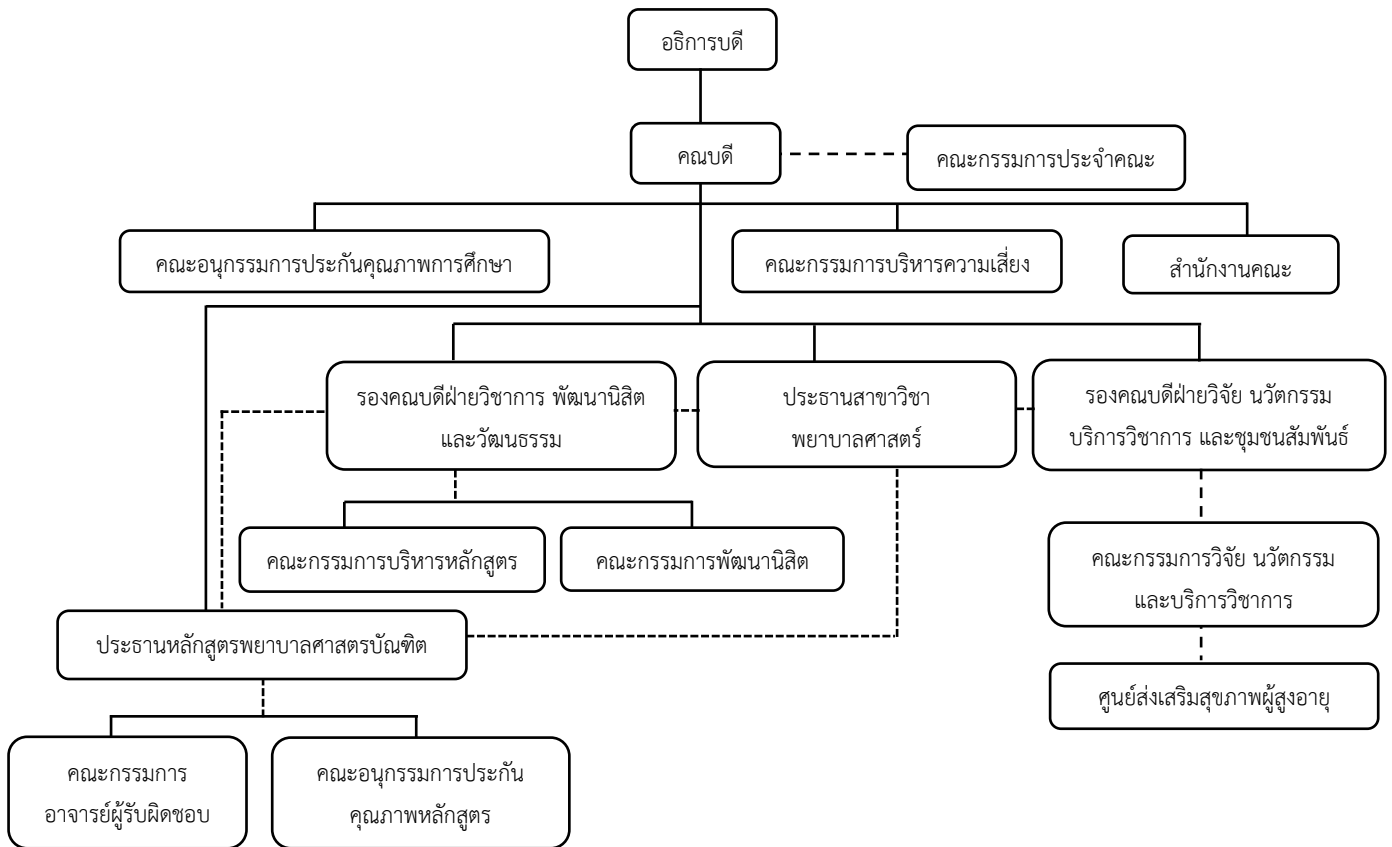 อธิการบดี
คณบดี
คณะกรรมการประจำคณะ
คณะอนุกรรมการประกันคุณภาพการศึกษา
คณะกรรมการบริหารความเสี่ยง
สำนักงานคณะ
รองคณบดีฝ่ายวิชาการ พัฒนานิสิต
และวัฒนธรรม
ประธานสาขาวิชา
พยาบาลศาสตร์
รองคณบดีฝ่ายวิจัย นวัตกรรม
บริการวิชาการ และชุมชนสัมพันธ์
คณะกรรมการบริหารหลักสูตร
คณะกรรมการพัฒนานิสิต
คณะกรรมการวิจัย นวัตกรรม
และบริการวิชาการ
ประธานหลักสูตรพยาบาลศาสตรบัณฑิต
ศูนย์ส่งเสริมสุขภาพผู้สูงอายุ
คณะกรรมการ
อาจารย์ผู้รับผิดชอบ
คณะอนุกรรมการประกัน
คุณภาพหลักสูตร